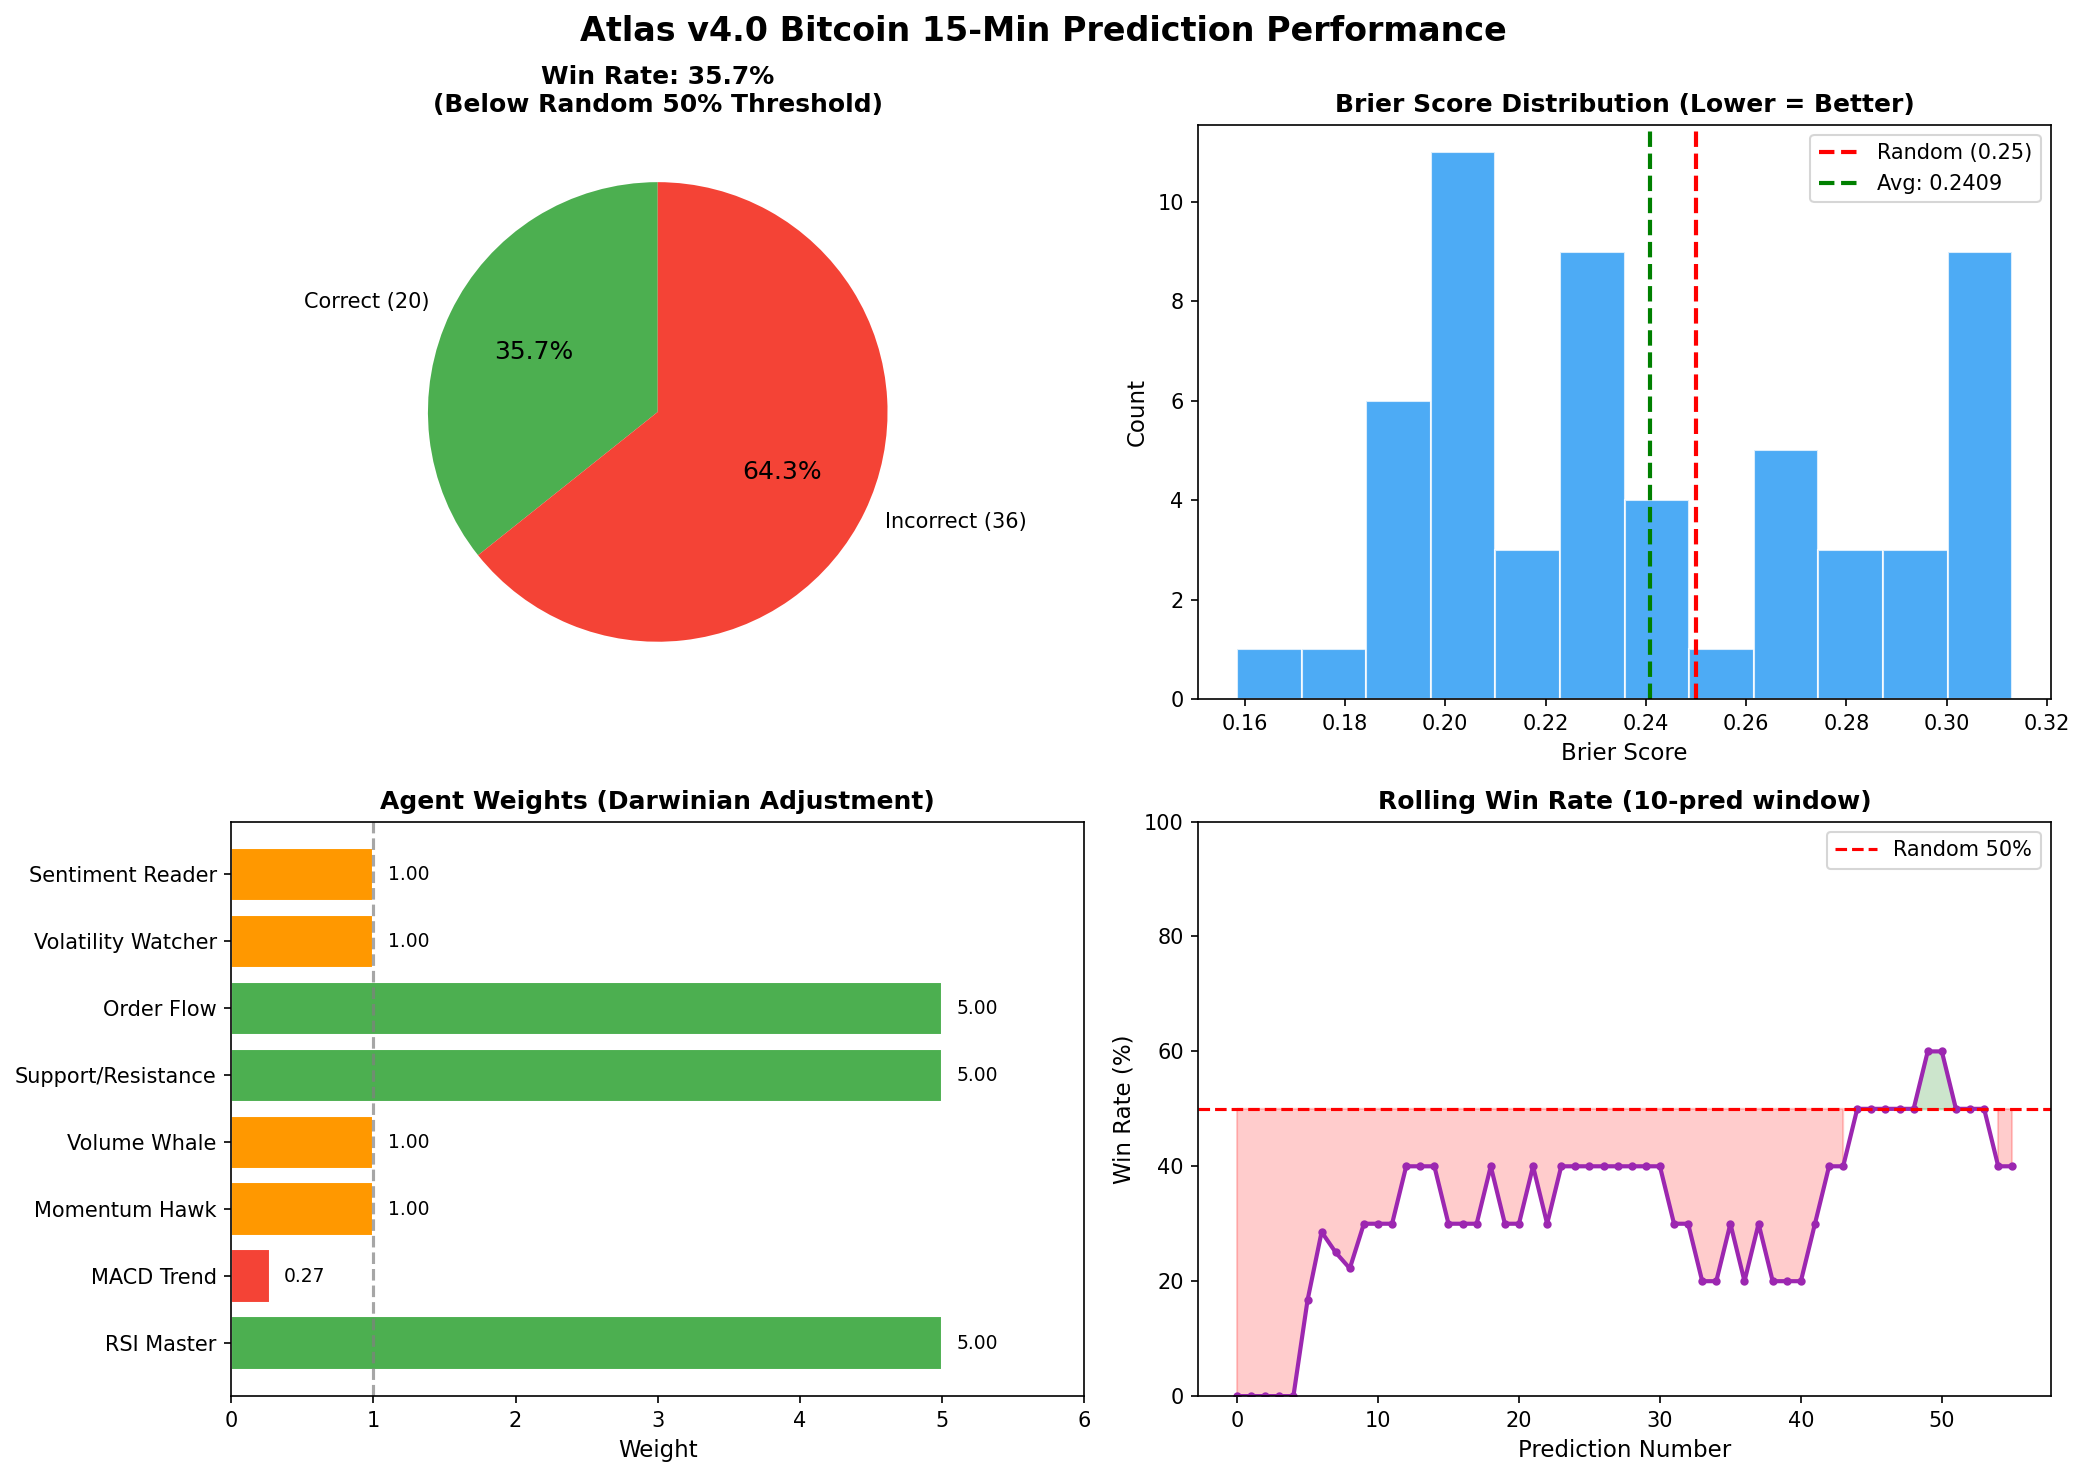 Atlas v4.0 Bitcoin 15-Min Prediction Performance
Win Rate: 35.7%
(Below Random 50% Threshold)
Correct (20)
35.7%
64.3%
Incorrect (36)
Brier Score Distribution (Lower = Better)
Random (0.25)
Avg: 0.2409
Count
10
8
6
4
2
0
0.16 0.18 0.20 0.22 0.24 0.26 0.28 0.30 0.32
Brier Score
Agent Weights (Darwinian Adjustment)
Sentiment Reader 1.00
Volatility Watcher 1.00
Order Flow 5.00
Support/Resistance 5.00
Volume Whale 1.00
Momentum Hawk 1.00
MACD Trend 0.27
RSI Master 5.00
0 1 2 3 4 5 6
Weight
Rolling Win Rate (10-pred window)
Random 50%
Win Rate (%)
100
80
60
40
20
0
0 10 20 30 40 50
Prediction Number